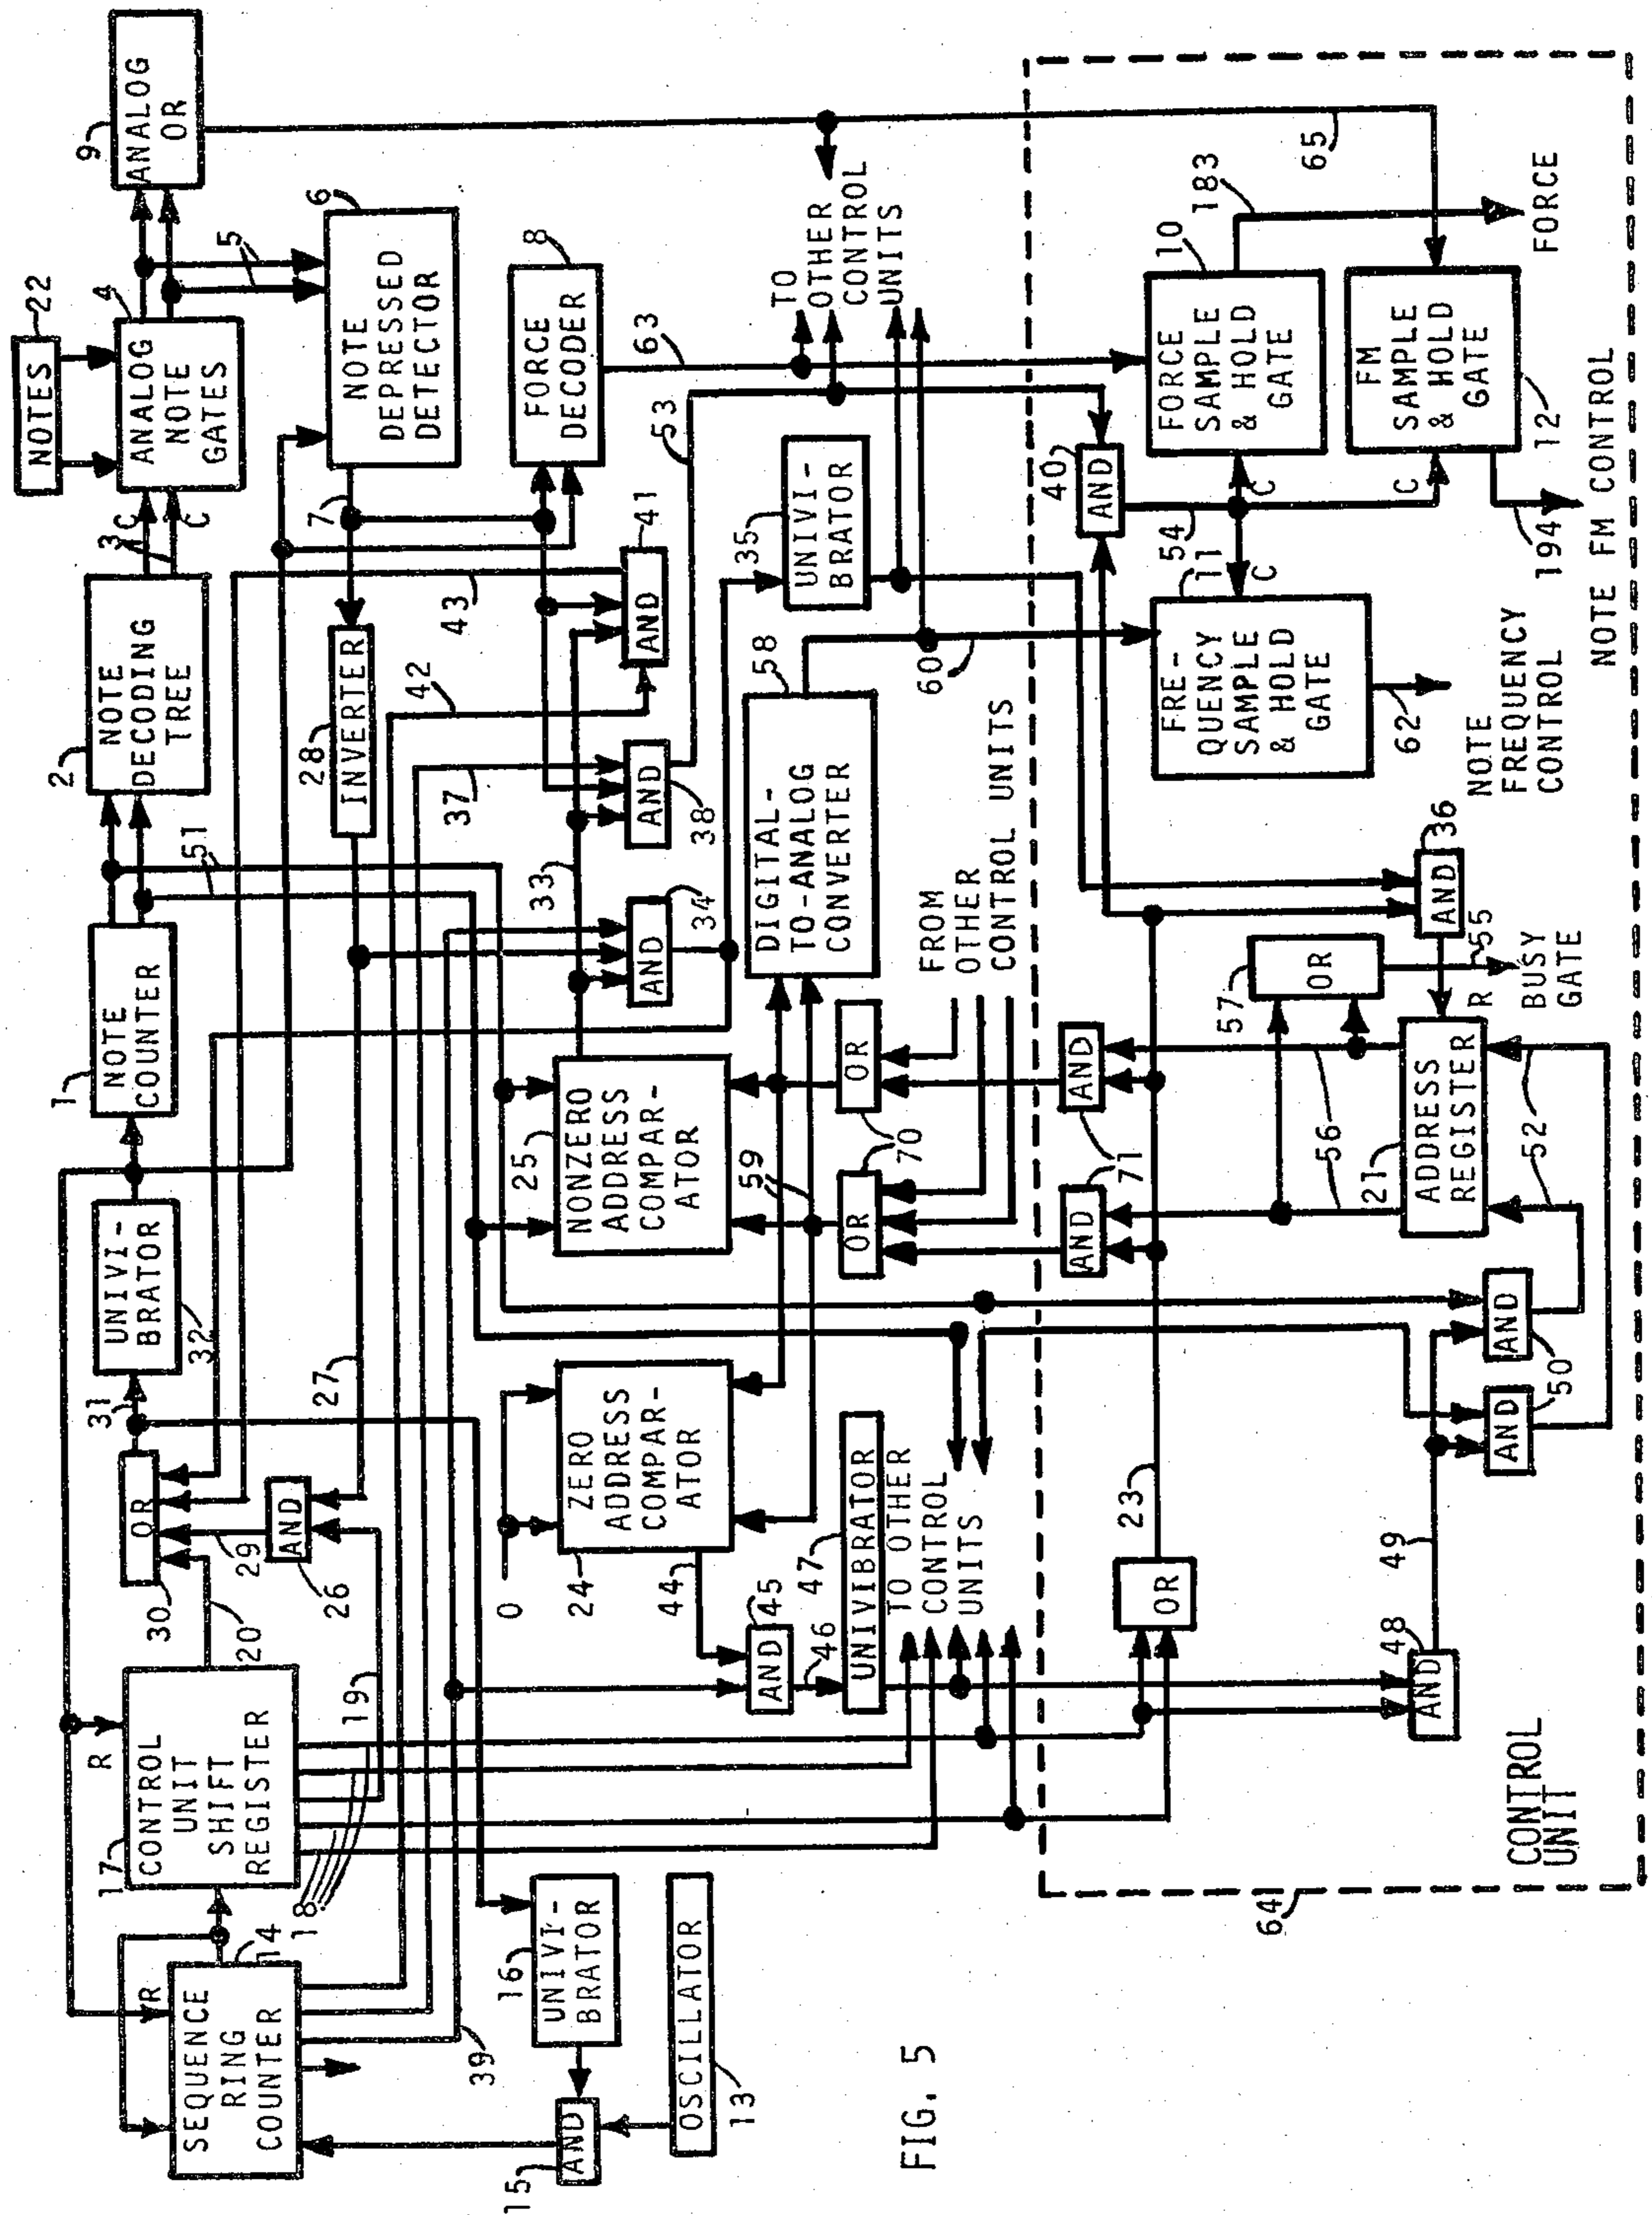 NOTES
22
9
ANALOG
OR
4
ANALOG
NOTE
GATES
5
6
NOTE
DEPRESSED
DETECTOR
3
C
C
2
NOTE
DECODING
TREE
7
8
FORCE
DECODER
63
1
NOTE
COUNTER
51
28
INVERTER
42
43
41
AND
53
33
37
AND
38
AND
34
35
UNIVI-
BRATOR
58
DIGITAL-
TO-ANALOG
CONVERTER
60
TO
OTHER
CONTROL
UNITS
UNIVI-
BRATOR
32
31
OR
30
29
AND
26
27
25
NONZERO
ADDRESS
COMPAR-
ATOR
59
OR
OR
70
FROM
OTHER
CONTROL UNITS
0
ZERO
ADDRESS
COMPAR-
ATOR
24
44
AND
45
46
UNIVIBRATOR
47
TO OTHER
CONTROL
UNITS
17
CONTROL
UNIT
SHIFT
REGISTER
R
20
19
18
14
SEQUENCE
RING
COUNTER
R
39
16
UNIVI-
BRATOR
15
AND
OSCILLATOR
13
FIG. 5
40
AND
54
10
FORCE
SAMPLE
& HOLD
GATE
C
183
FORCE
65
FM
SAMPLE
& HOLD
GATE
C
12
194
NOTE FM CONTROL
11
C
FRE-
QUENCY
SAMPLE
& HOLD
GATE
62
NOTE
FREQUENCY
CONTROL
AND
36
57
OR
55
BUSY
GATE
R
AND
AND
71
56
21
ADDRESS
REGISTER
52
AND
AND
50
23
OR
49
AND
48
64
CONTROL
UNIT